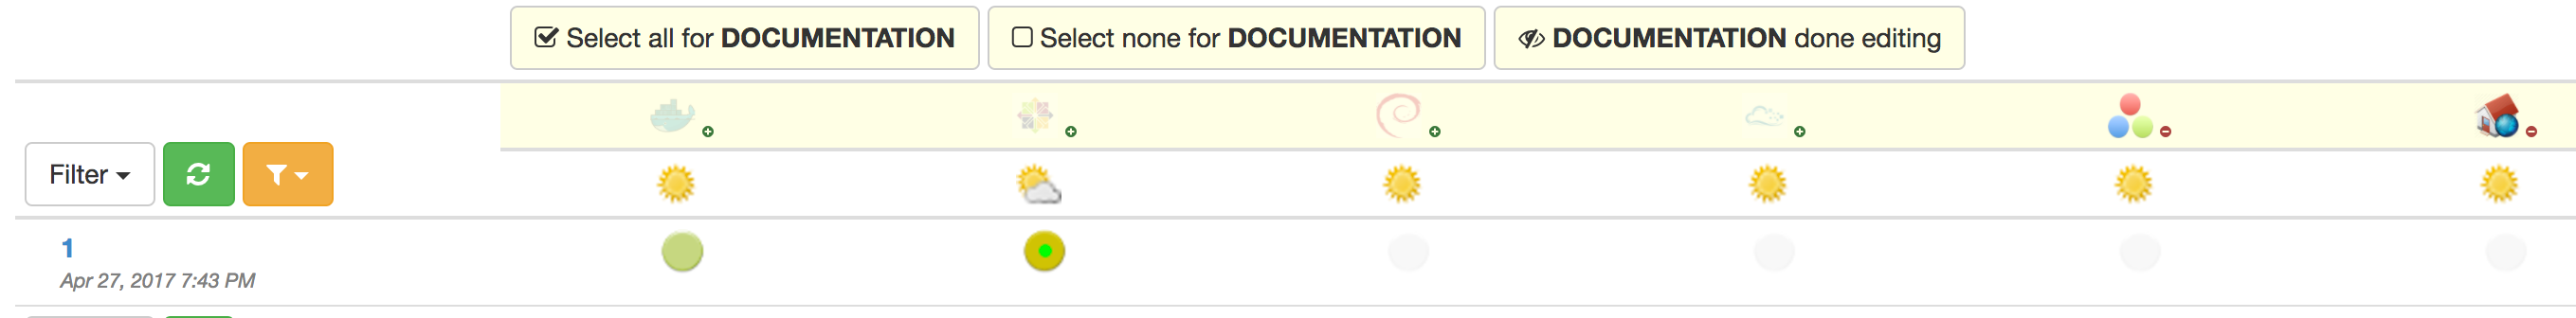 Select all for DOCUMENTATION
Select none for DOCUMENTATION
DOCUMENTATION done editing
Filter
1
Apr 27, 2017 7:43 PM